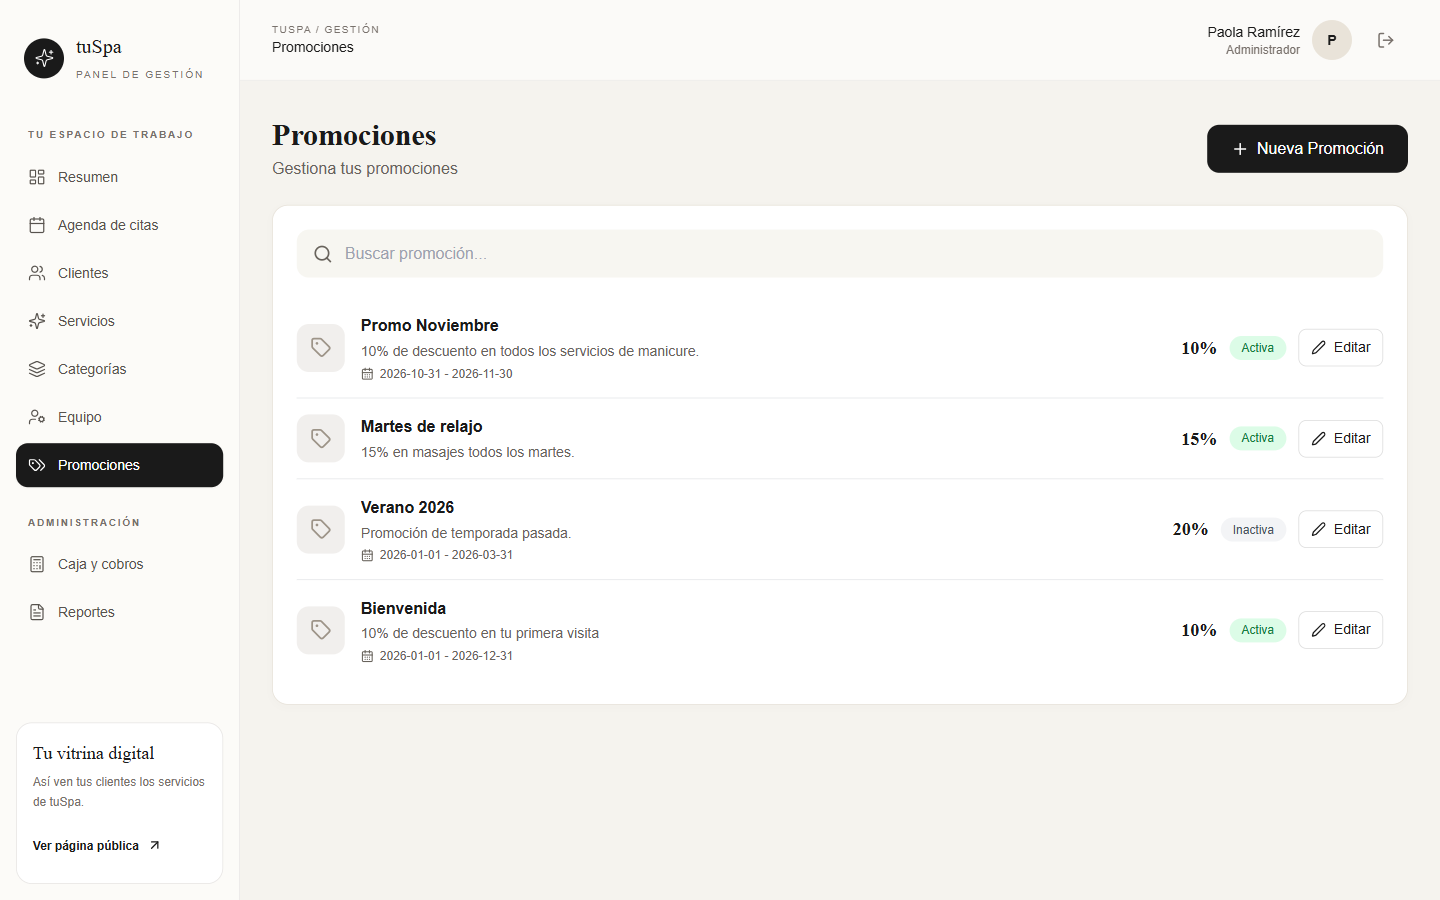 tuSpa
PANEL DE GESTIÓN
TU ESPACIO DE TRABAJO
Resumen
Agenda de citas
Clientes
Servicios
Categorías
Equipo
Promociones
ADMINISTRACIÓN
Caja y cobros
Reportes
Tu vitrina digital
Así ven tus clientes los servicios
de tuSpa.
Ver página pública
TUSPA / GESTIÓN
Promociones
Paola Ramírez
Administrador
P
Promociones
Gestiona tus promociones
Nueva Promoción
Buscar promoción...
Promo Noviembre
10% de descuento en todos los servicios de manicure.
2026-10-31 - 2026-11-30
10% Activa Editar
Martes de relajo
15% en masajes todos los martes.
15% Activa Editar
Verano 2026
Promoción de temporada pasada.
2026-01-01 - 2026-03-31
20% Inactiva Editar
Bienvenida
10% de descuento en tu primera visita
2026-01-01 - 2026-12-31
10% Activa Editar